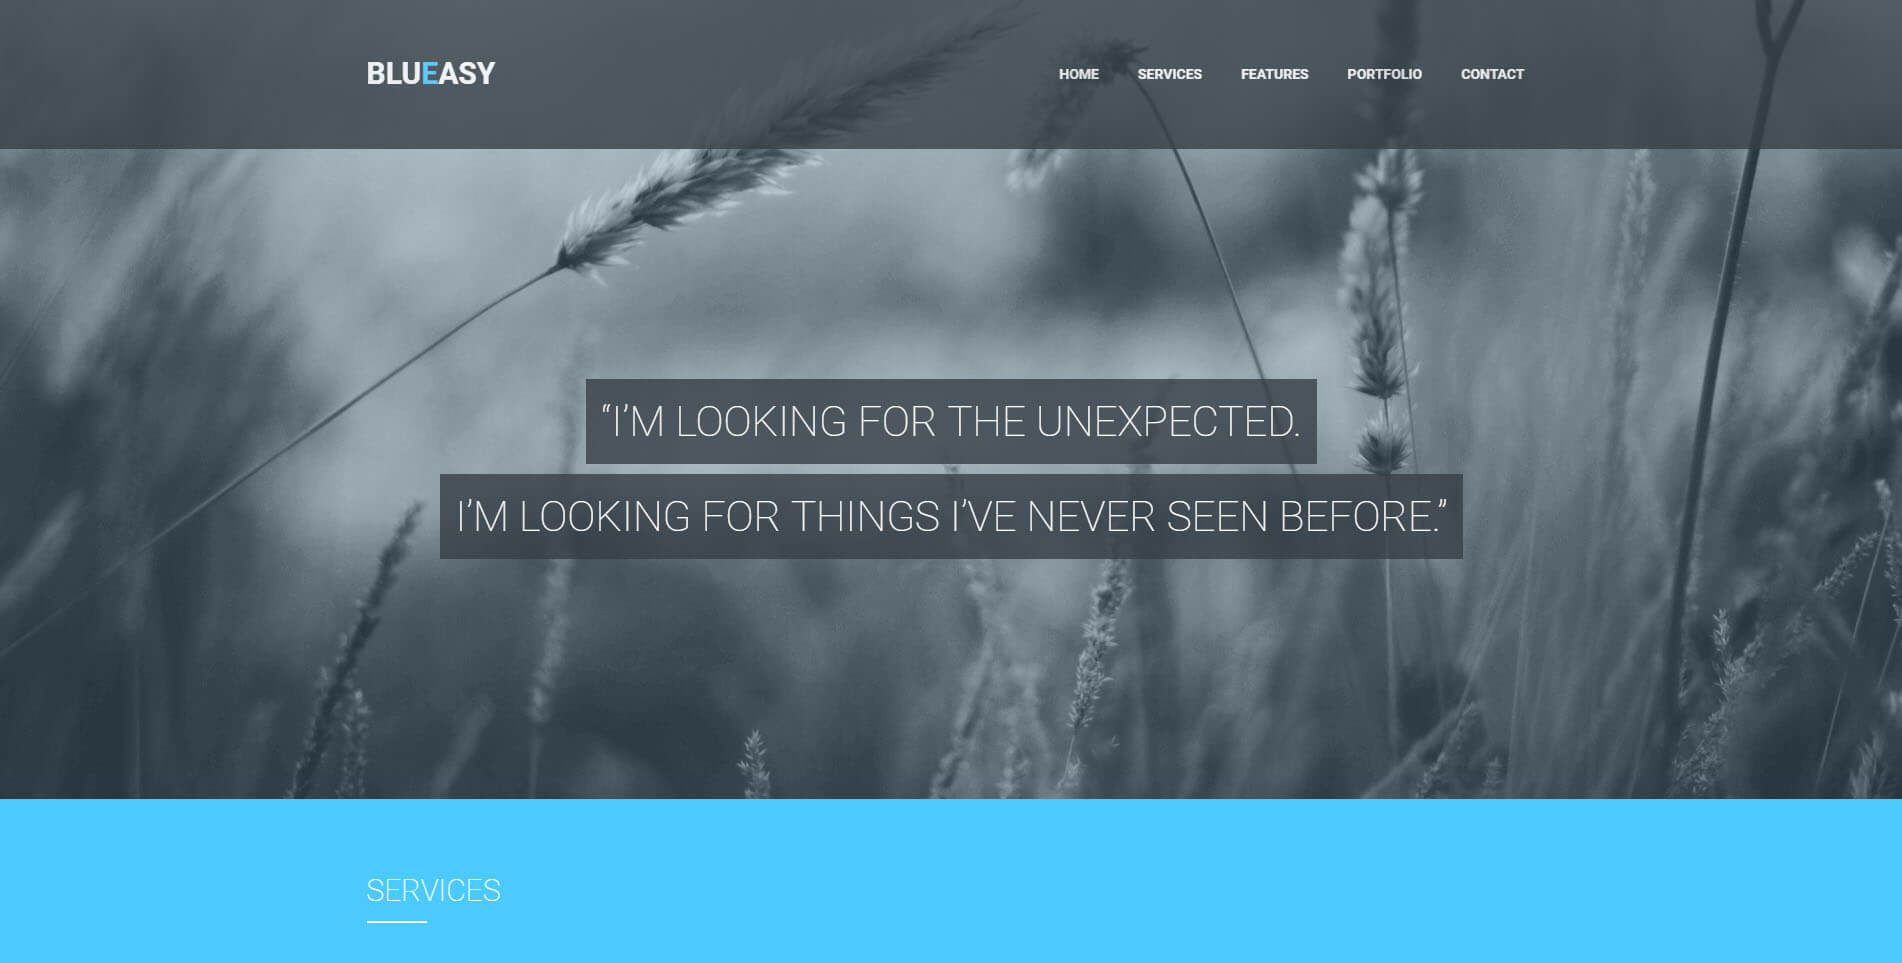 BLUEASY
HOME SERVICES FEATURES PORTFOLIO CONTACT
“I’M LOOKING FOR THE UNEXPECTED.
I’M LOOKING FOR THINGS I’VE NEVER SEEN BEFORE.”
SERVICES